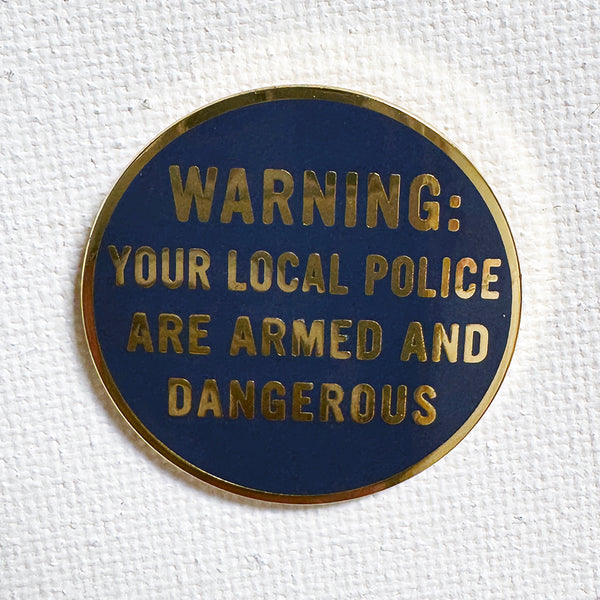 WARNING:
YOUR LOCAL POLICE
ARE ARMED AND
DANGEROUS